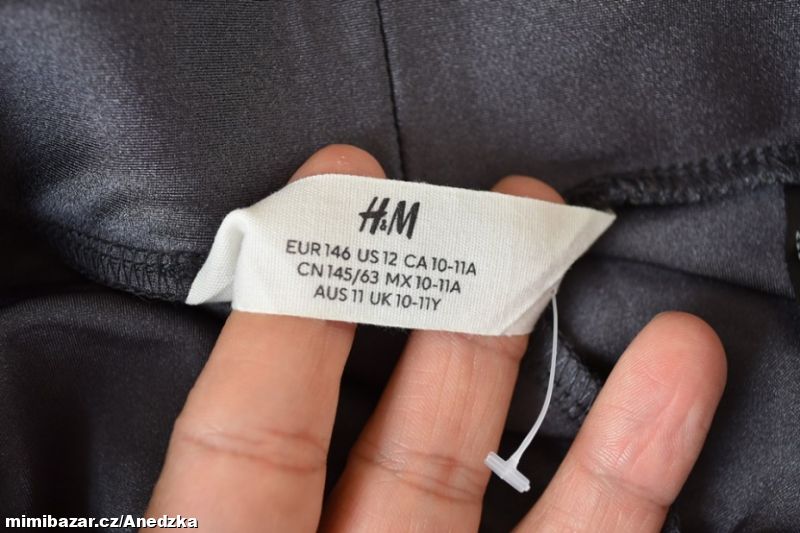 H&M
EUR 146 US 12 CA 10-11A
CN 145/63 MX 10-11A
AUS 11 UK 10-11Y
mimibazar.cz/Anedzka